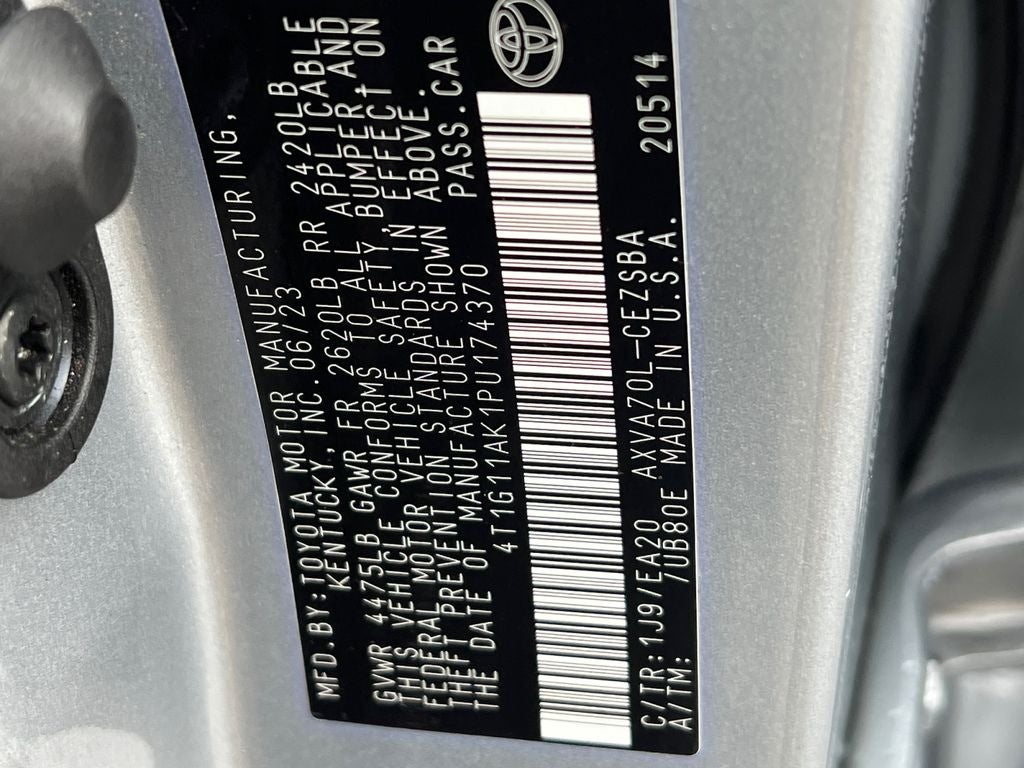 MFD.BY:TOYOTA MOTOR MANUFACTURING,
KENTUCKY, INC.06/23
GVWR 4475LB GAWR FR 2620LB RR 2420LB
THIS VEHICLE CONFORMS TO ALL APPLICABLE
FEDERAL MOTOR VEHICLE SAFETY,BUMPER,AND
THEFT PREVENTION STANDARDS IN EFFECT ON
THE DATE OF MANUFACTURE SHOWN ABOVE.
4T1G11AK1PU174370 PASS.CAR
C/TR:1J9/EA20 AXVA70L-CEZSBA
A/TM: /UB80E MADE IN U.S.A. 20514